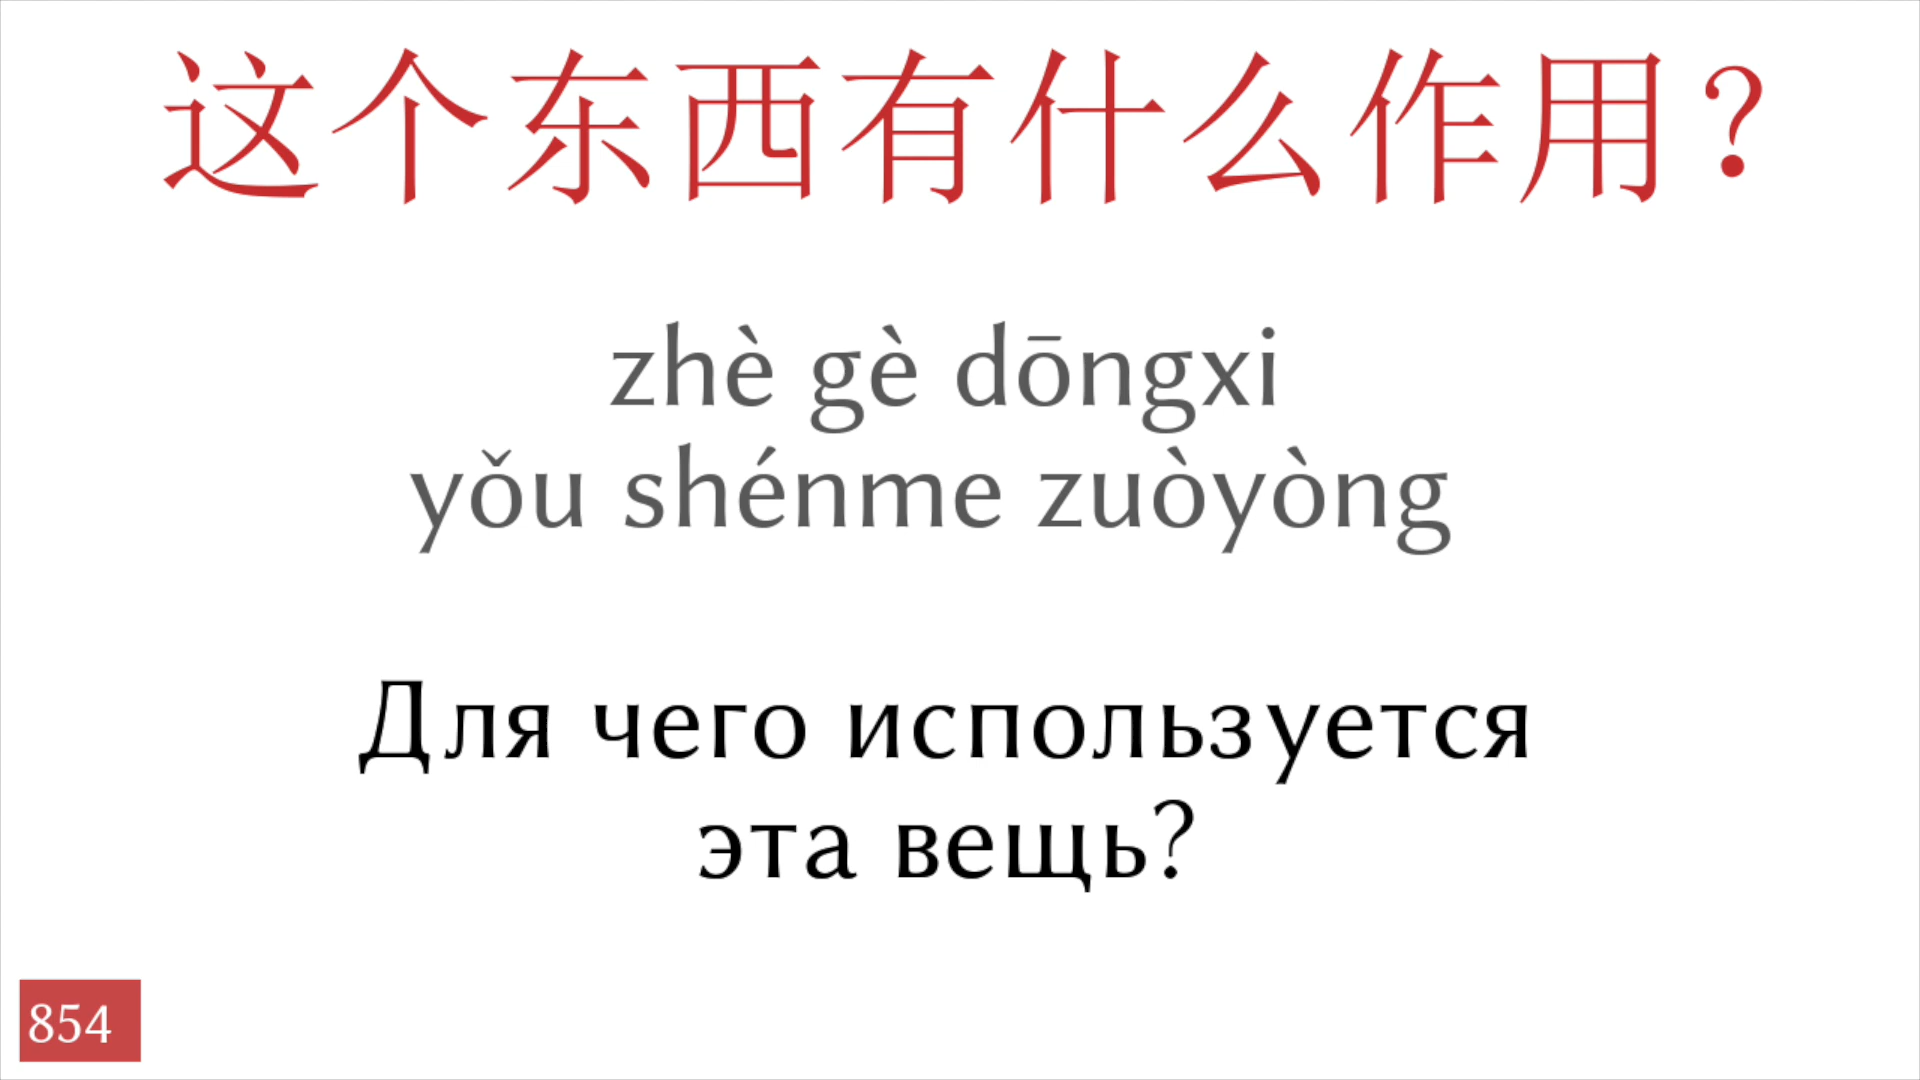 这个东西有什么作用？
zhè gè dōngxi
yǒu shénme zuòyòng
Для чего используется
эта вещь?
854